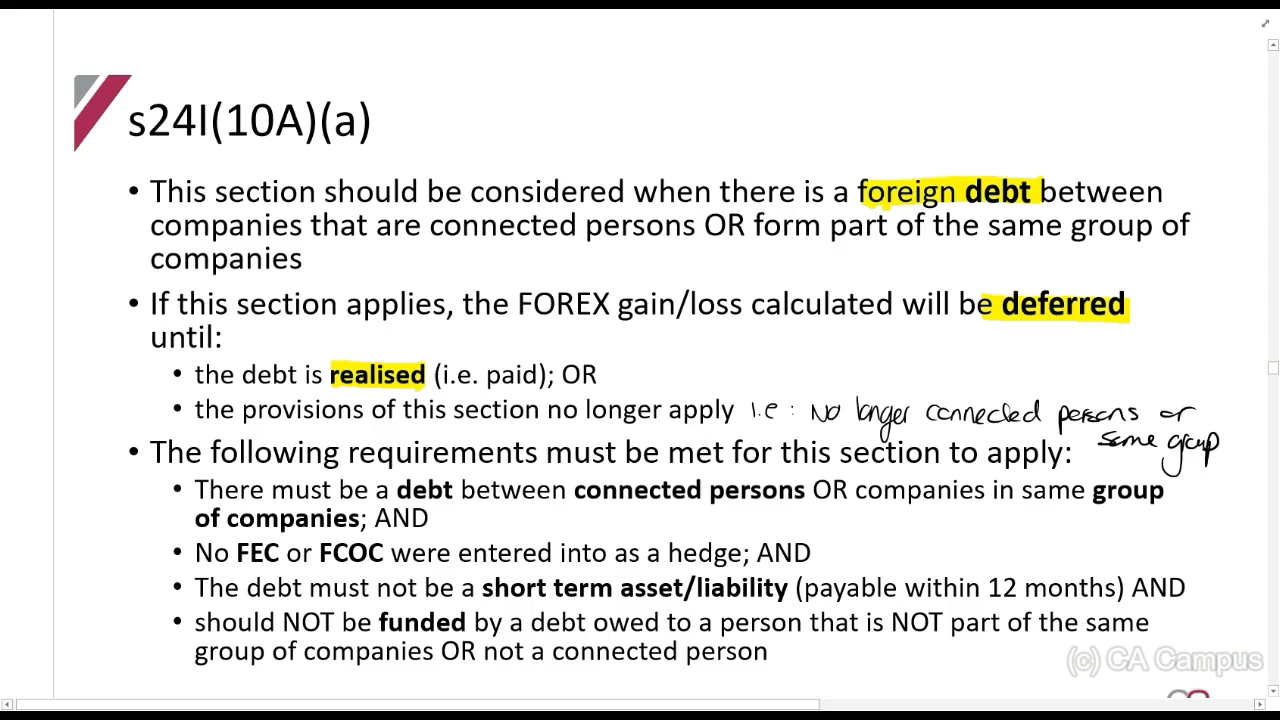 s24I(10A)(a)
• This section should be considered when there is a foreign debt between
companies that are connected persons OR form part of the same group of
companies
• If this section applies, the FOREX gain/loss calculated will be deferred
until:
• the debt is realised (i.e. paid); OR
• the provisions of this section no longer apply i.e : No longer connected persons or
same group
• The following requirements must be met for this section to apply:
• There must be a debt between connected persons OR companies in same group
of companies; AND
• No FEC or FCOC were entered into as a hedge; AND
• The debt must not be a short term asset/liability (payable within 12 months) AND
• should NOT be funded by a debt owed to a person that is NOT part of the same
group of companies OR not a connected person
(c) CA Campus